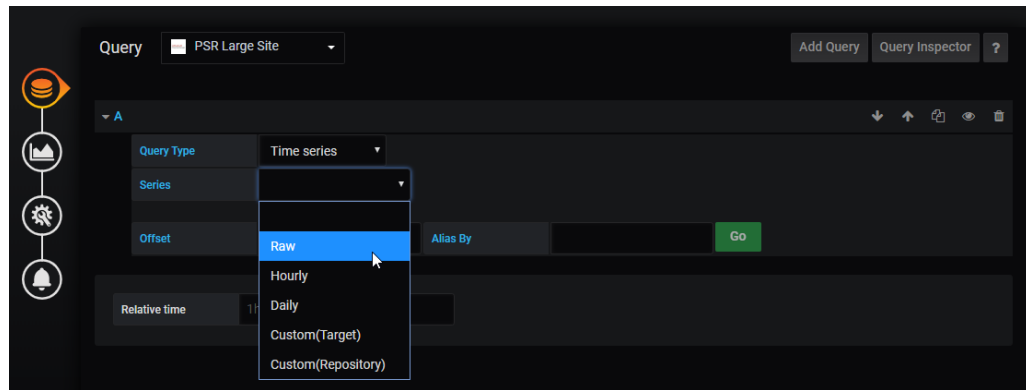 Query PSR Large Site Add Query Query Inspector ?
A
Query Type Time series
Series
Offset Alias By Go
Raw
Hourly
Relative time 1h
Daily
Custom(Target)
Custom(Repository)